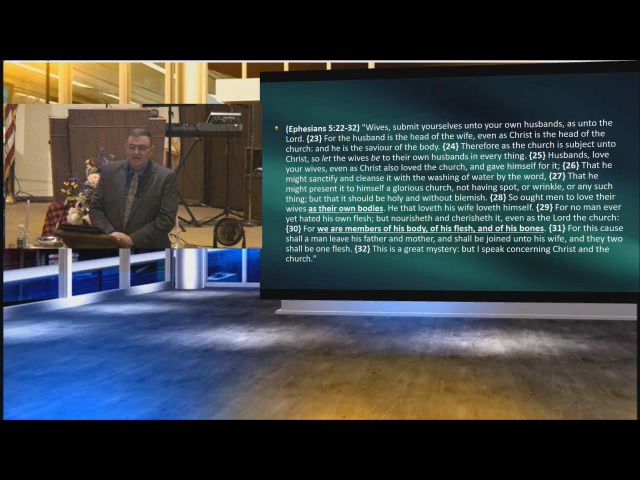 (Ephesians 5:22-32) "Wives, submit yourselves unto your own husbands, as unto the
Lord. {23} For the husband is the head of the wife, even as Christ is the head of the
church: and he is the saviour of the body. {24} Therefore as the church is subject unto
Christ, so let the wives be to their own husbands in every thing. {25} Husbands, love
your wives, even as Christ also loved the church, and gave himself for it; {26} That he
might sanctify and cleanse it with the washing of water by the word, {27} That he
might present it to himself a glorious church, not having spot, or wrinkle, or any such
thing; but that it should be holy and without blemish. {28} So ought men to love their
wives as their own bodies. He that loveth his wife loveth himself. {29} For no man ever
yet hated his own flesh; but nourisheth and cherisheth it, even as the Lord the church:
{30} For we are members of his body, of his flesh, and of his bones. {31} For this cause
shall a man leave his father and mother, and shall be joined unto his wife, and they two
shall be one flesh. {32} This is a great mystery: but I speak concerning Christ and the
church."